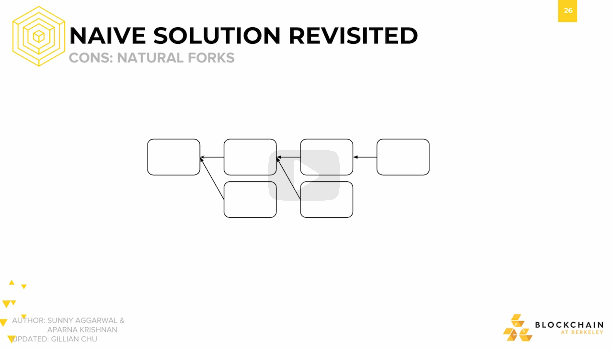 26
NAIVE SOLUTION REVISITED
CONS: NATURAL FORKS
AUTHOR: SUNNY AGGARWAL &
APARNA KRISHNAN
UPDATED: GILLIAN CHU
BLOCKCHAIN
AT BERKELEY